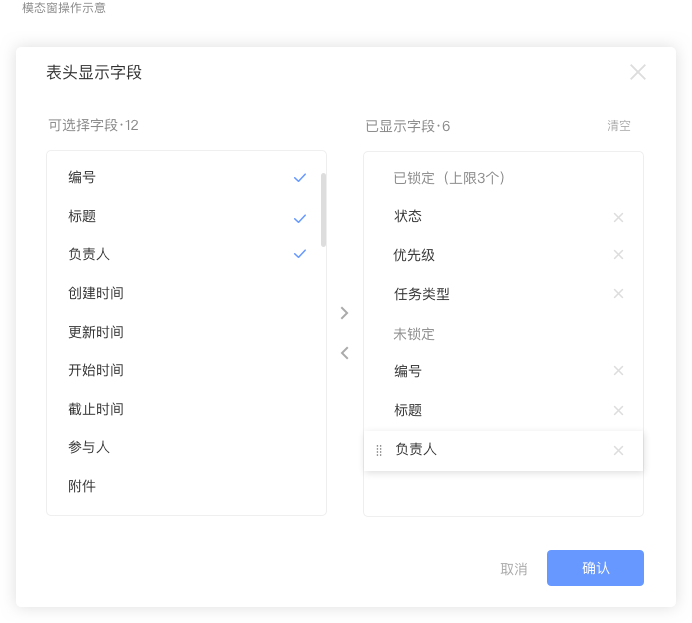 模态窗操作示意
表头显示字段
可选择字段·12
编号
标题
负责人
创建时间
更新时间
开始时间
截止时间
参与人
附件
已显示字段·6
清空
已锁定（上限3个）
状态
优先级
任务类型
未锁定
编号
标题
负责人
取消
确认